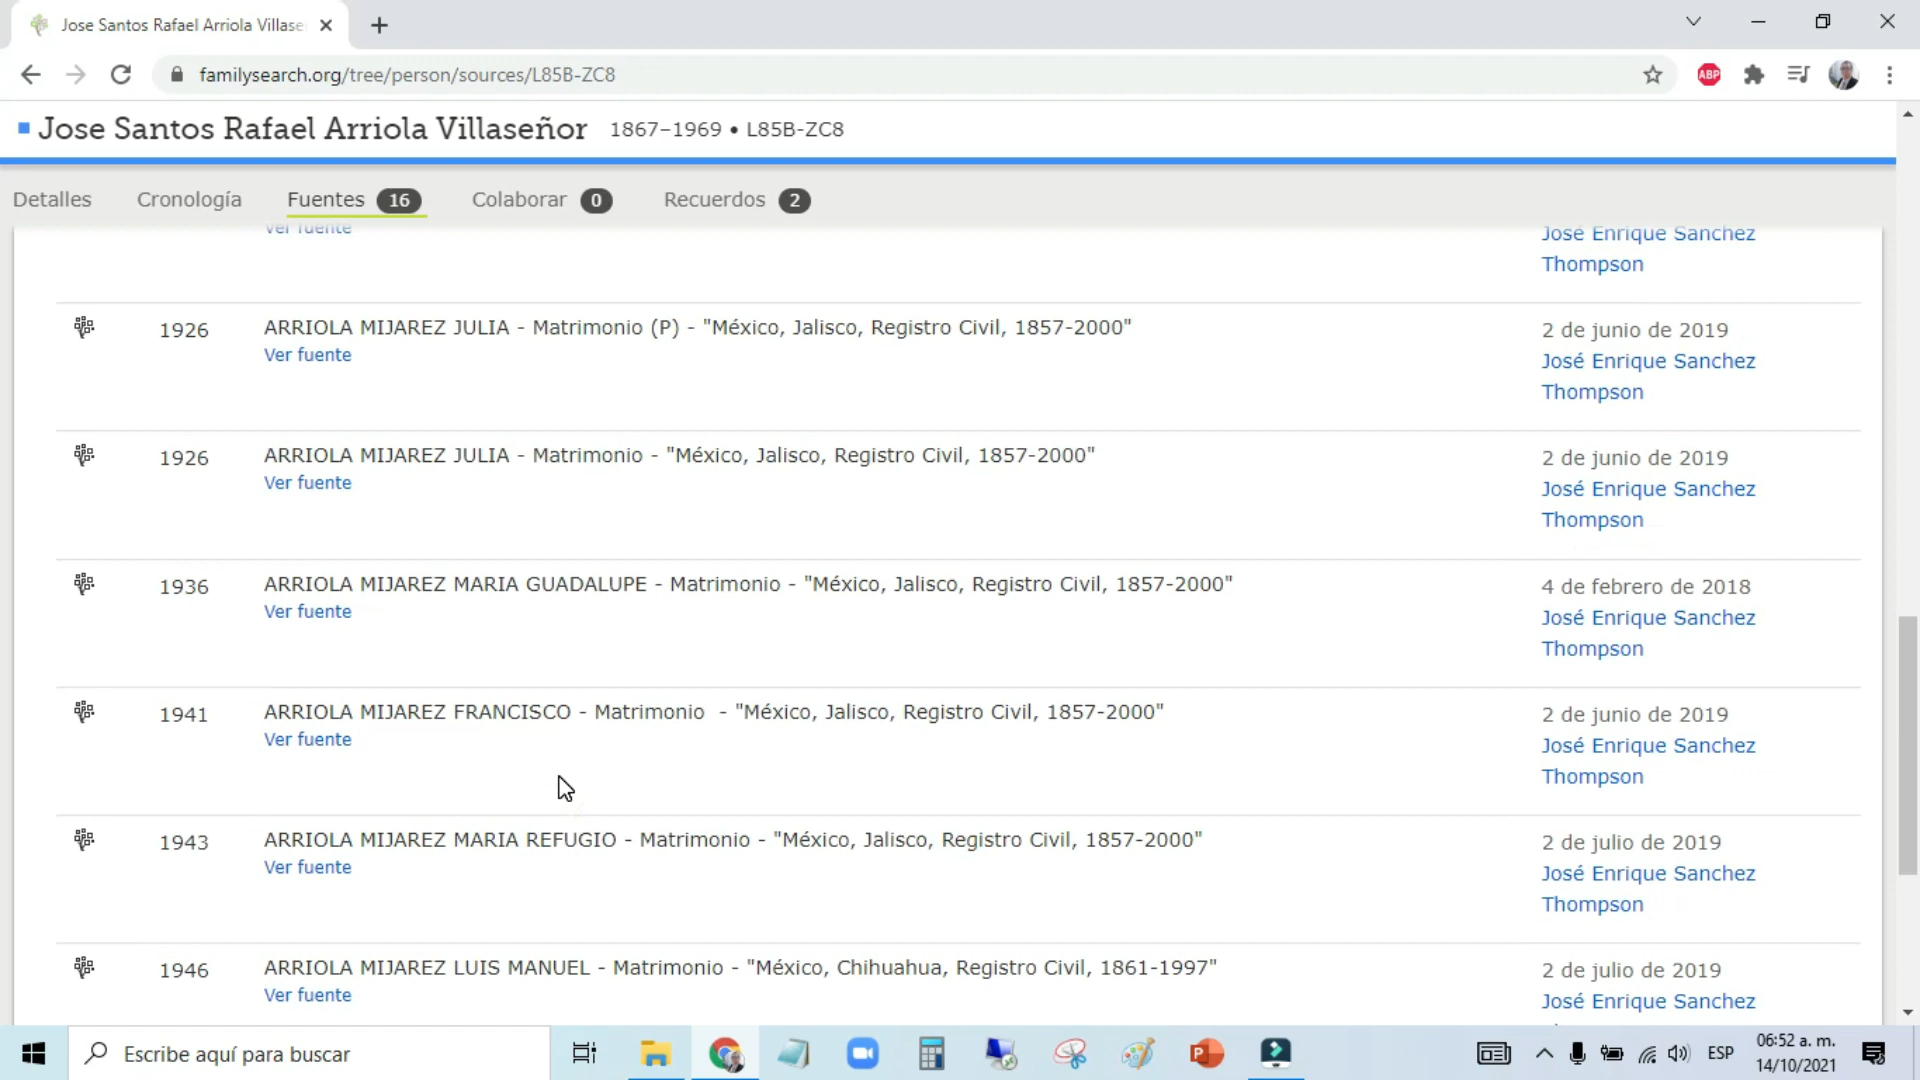 Jose Santos Rafael Arriola Villase
familysearch.org/tree/person/sources/L85B-ZC8
ABP
Jose Santos Rafael Arriola Villaseñor 1867–1969 • L85B-ZC8
Detalles Cronología Fuentes 16 Colaborar 0 Recuerdos 2
Ver fuente
José Enrique Sanchez
Thompson
1926 ARRIOLA MIJAREZ JULIA - Matrimonio (P) - "México, Jalisco, Registro Civil, 1857-2000"
Ver fuente
2 de junio de 2019
José Enrique Sanchez
Thompson
1926 ARRIOLA MIJAREZ JULIA - Matrimonio - "México, Jalisco, Registro Civil, 1857-2000"
Ver fuente
2 de junio de 2019
José Enrique Sanchez
Thompson
1936 ARRIOLA MIJAREZ MARIA GUADALUPE - Matrimonio - "México, Jalisco, Registro Civil, 1857-2000"
Ver fuente
4 de febrero de 2018
José Enrique Sanchez
Thompson
1941 ARRIOLA MIJAREZ FRANCISCO - Matrimonio - "México, Jalisco, Registro Civil, 1857-2000"
Ver fuente
2 de junio de 2019
José Enrique Sanchez
Thompson
1943 ARRIOLA MIJAREZ MARIA REFUGIO - Matrimonio - "México, Jalisco, Registro Civil, 1857-2000"
Ver fuente
2 de julio de 2019
José Enrique Sanchez
Thompson
1946 ARRIOLA MIJAREZ LUIS MANUEL - Matrimonio - "México, Chihuahua, Registro Civil, 1861-1997"
Ver fuente
2 de julio de 2019
José Enrique Sanchez
Escribe aquí para buscar
P
ESP
06:52 a. m.
14/10/2021